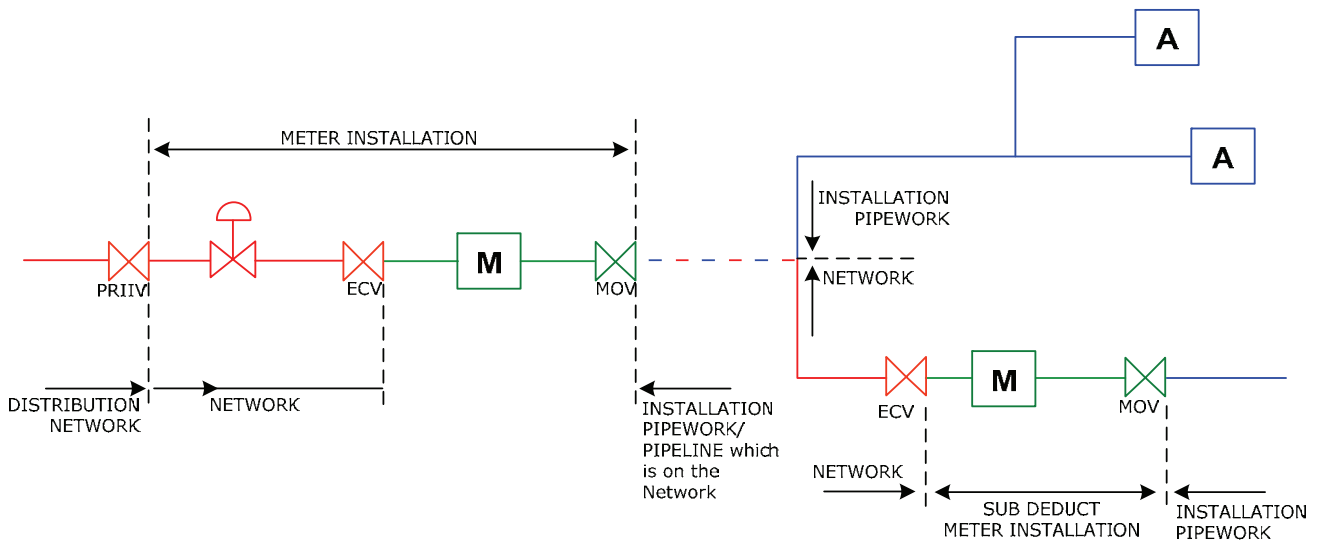 A
METER INSTALLATION
A
INSTALLATION
PIPEWORK
M
PRIIV
ECV
MOV
NETWORK
M
ECV
MOV
DISTRIBUTION
NETWORK
NETWORK
INSTALLATION
PIPEWORK/
PIPELINE which
is on the
Network
NETWORK
SUB DEDUCT
METER INSTALLATION
INSTALLATION
PIPEWORK